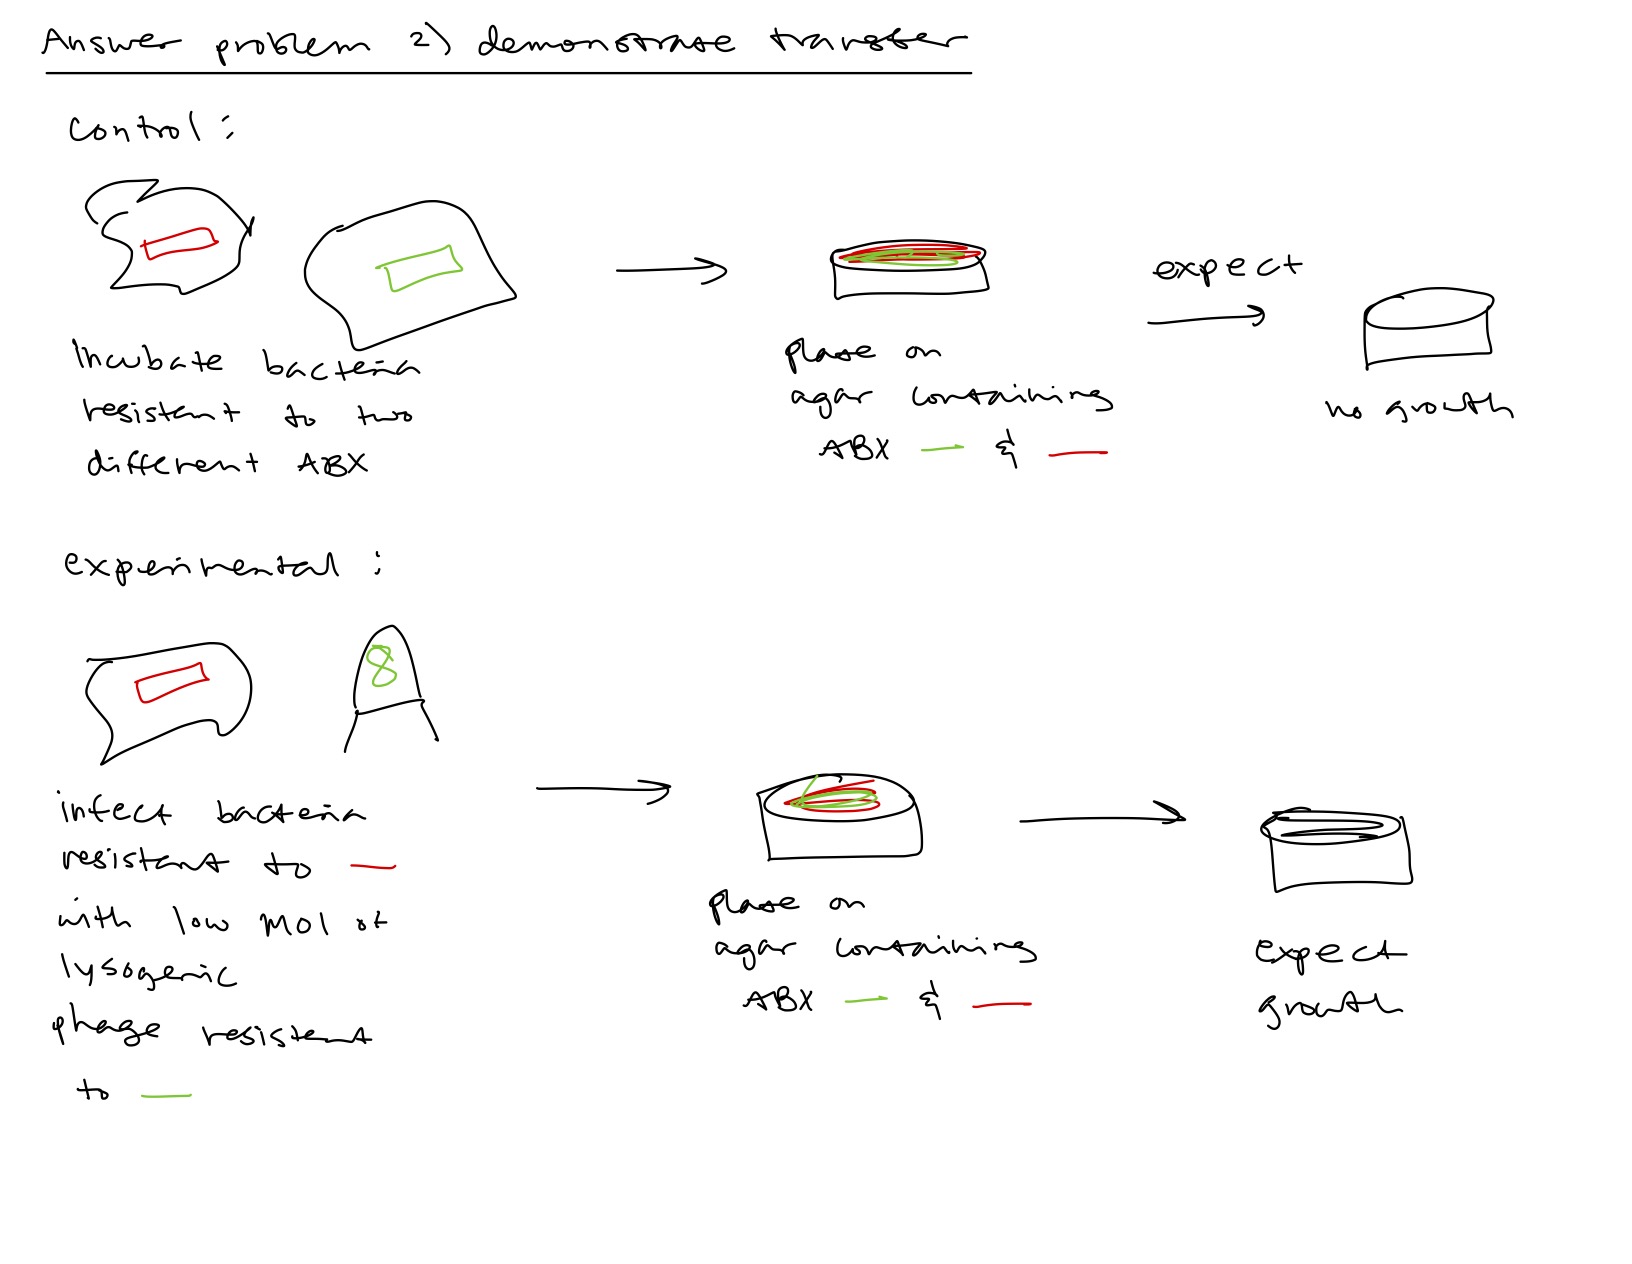 Answer problem 2) demonstrate transfer
control :
Incubate bacteria
resistant to two
different ABX
plate on
agar containing
ABX — & —
expect
no growth
experimental :
8
infect bacteria
resistant to —
with low MOI of
lysogenic
phage resistant
to —
plate on
agar containing
ABX — & —
expect
growth